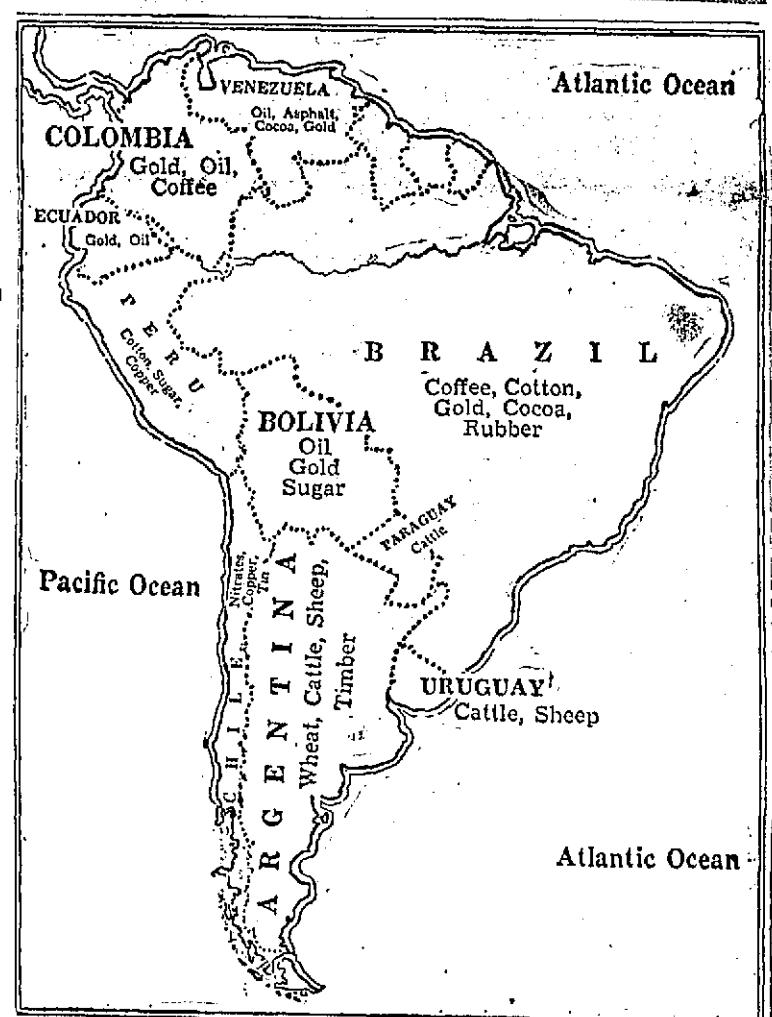 Atlantic Ocean
VENEZUELA
Oil, Asphalt,
Cocoa, Gold
COLOMBIA
Gold, Oil,
Coffee
ECUADOR
Gold, Oil
PERU
Cotton, Sugar,
Copper
BRAZIL
Coffee, Cotton,
Gold, Cocoa,
Rubber
BOLIVIA
Oil
Gold
Sugar
PARAGUAY
Cattle
Pacific Ocean
CHILE
Nitrates,
Copper,
Tin
ARGENTINA
Wheat, Cattle, Sheep,
Timber
URUGUAY
Cattle, Sheep
Atlantic Ocean